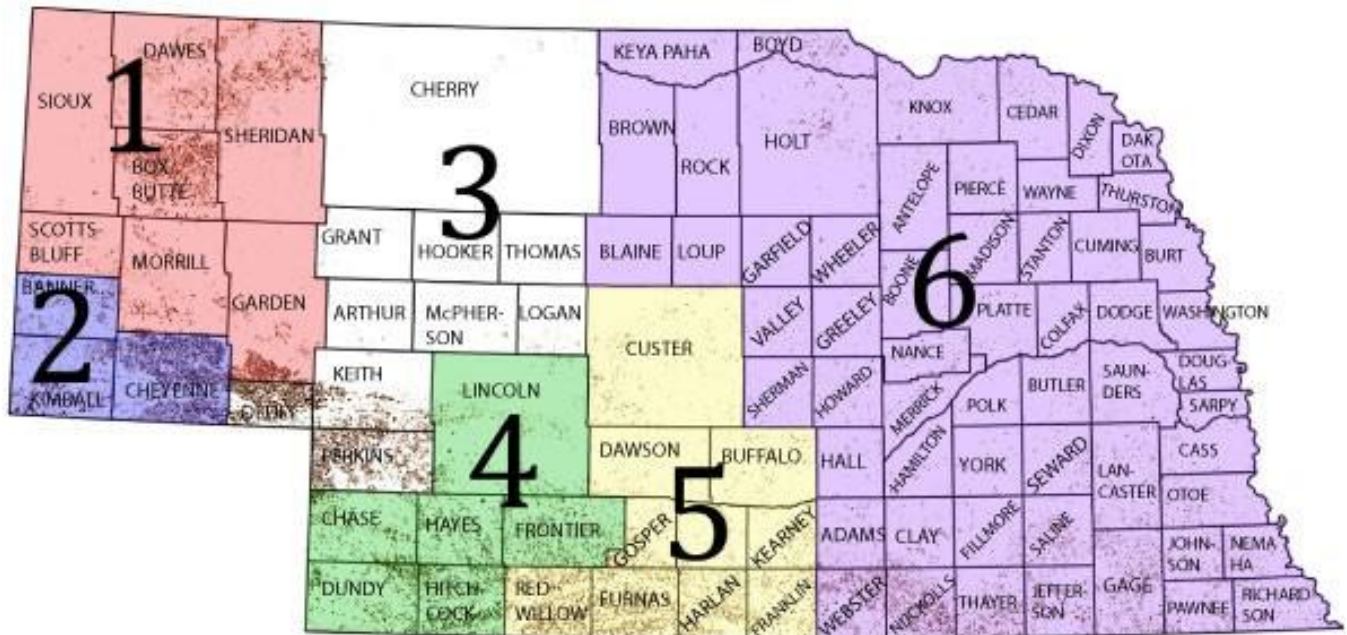 DAWES
KEYA PAHA
BOYD
1
SIOUX
CHERRY
KNOX
CEDAR
SHERIDAN
BROWN
HOLT
DIXON
DAK
OTA
BOX
BUTTE
3
ROCK
ANTELOPE
PIERCE
WAYNE
THURSTON
SCOTTS-
BLUFF
MORRILL
GRANT
HOOKER
THOMAS
BLAINE
LOUP
GARFIELD
WHEELER
6
MADISON
STANTON
CUMING
BURT
BANNER
2
GARDEN
ARTHUR
McPHER-
SON
LOGAN
CUSTER
VALLEY
GREELEY
BOONE
PLATTE
COLFAX
DODGE
WASHINGTON
KIMBALL
CHEYENNE
DEUEL
KEITH
LINCOLN
SHERMAN
HOWARD
NANCE
MERRICK
POLK
BUTLER
SAUN-
DERS
DOUG-
LAS
SARPY
PERKINS
4
DAWSON
BUFFALO
HALL
HAMILTON
YORK
SEWARD
LAN-
CASTER
CASS
OTOE
CHASE
HAYES
FRONTIER
5
GOSPER
KEARNEY
ADAMS
CLAY
FILLMORE
SALINE
JOHN-
SON
NEMA
HA
DUNDY
HITCH-
COCK
RED-
WILLOW
FURNAS
HARLAN
FRANKLIN
WEBSTER
NUCKOLLS
THAYER
JEFFER-
SON
GAGE
PAWNEE
RICHARD
SON